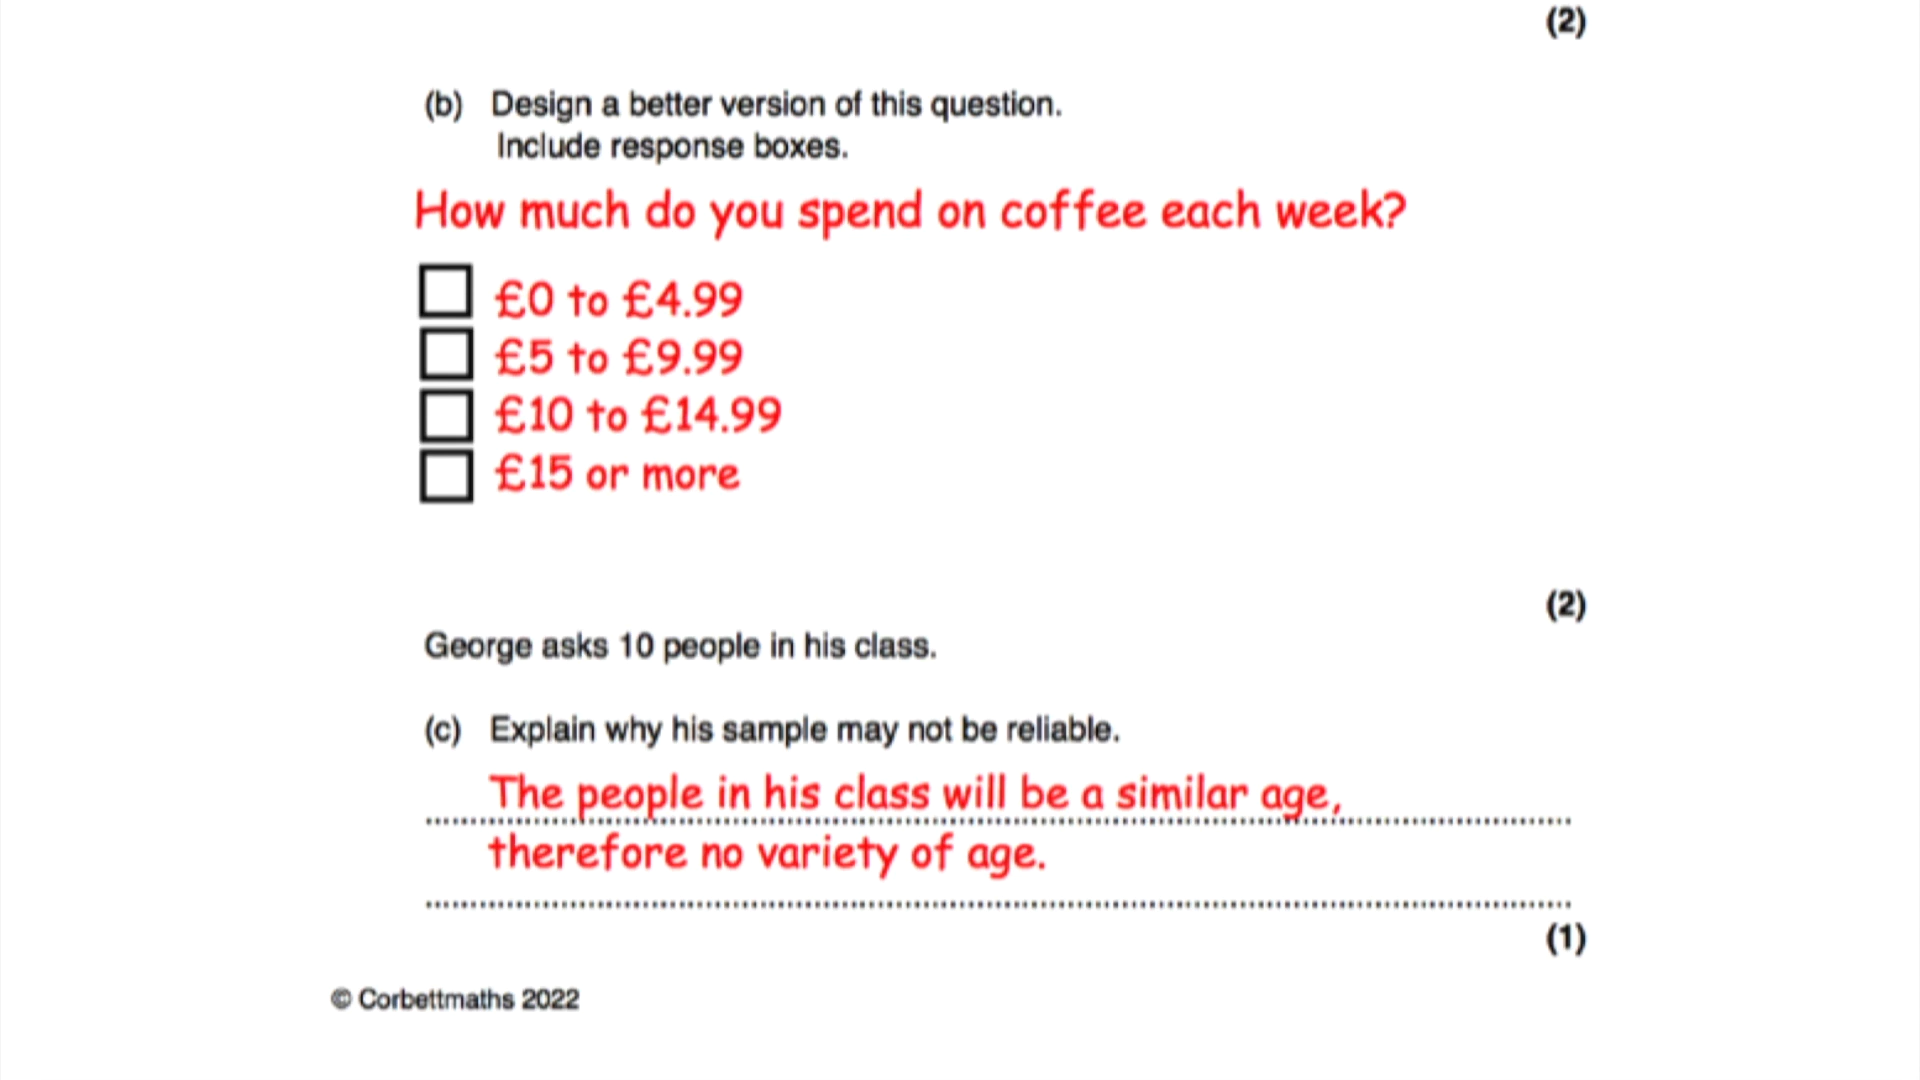 (2)
(b) Design a better version of this question.
Include response boxes.
How much do you spend on coffee each week?
£0 to £4.99
£5 to £9.99
£10 to £14.99
£15 or more
(2)
George asks 10 people in his class.
(c) Explain why his sample may not be reliable.
The people in his class will be a similar age,
therefore no variety of age.
(1)
© Corbettmaths 2022